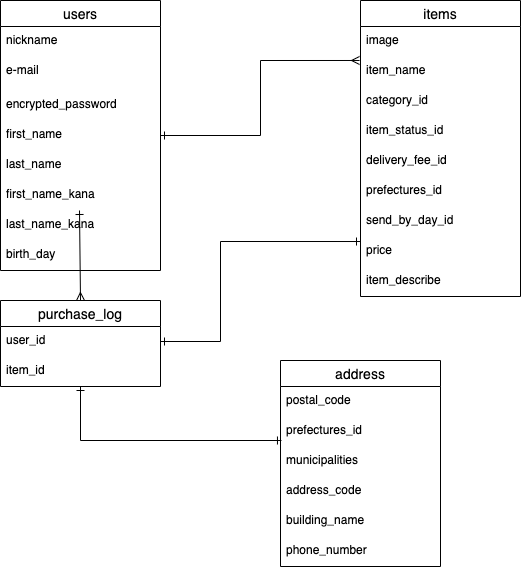 users
nickname
e-mail
encrypted_password
first_name
last_name
first_name_kana
last_name_kana
birth_day
items
image
item_name
category_id
item_status_id
delivery_fee_id
prefectures_id
send_by_day_id
price
item_describe
purchase_log
user_id
item_id
address
postal_code
prefectures_id
municipalities
address_code
building_name
phone_number